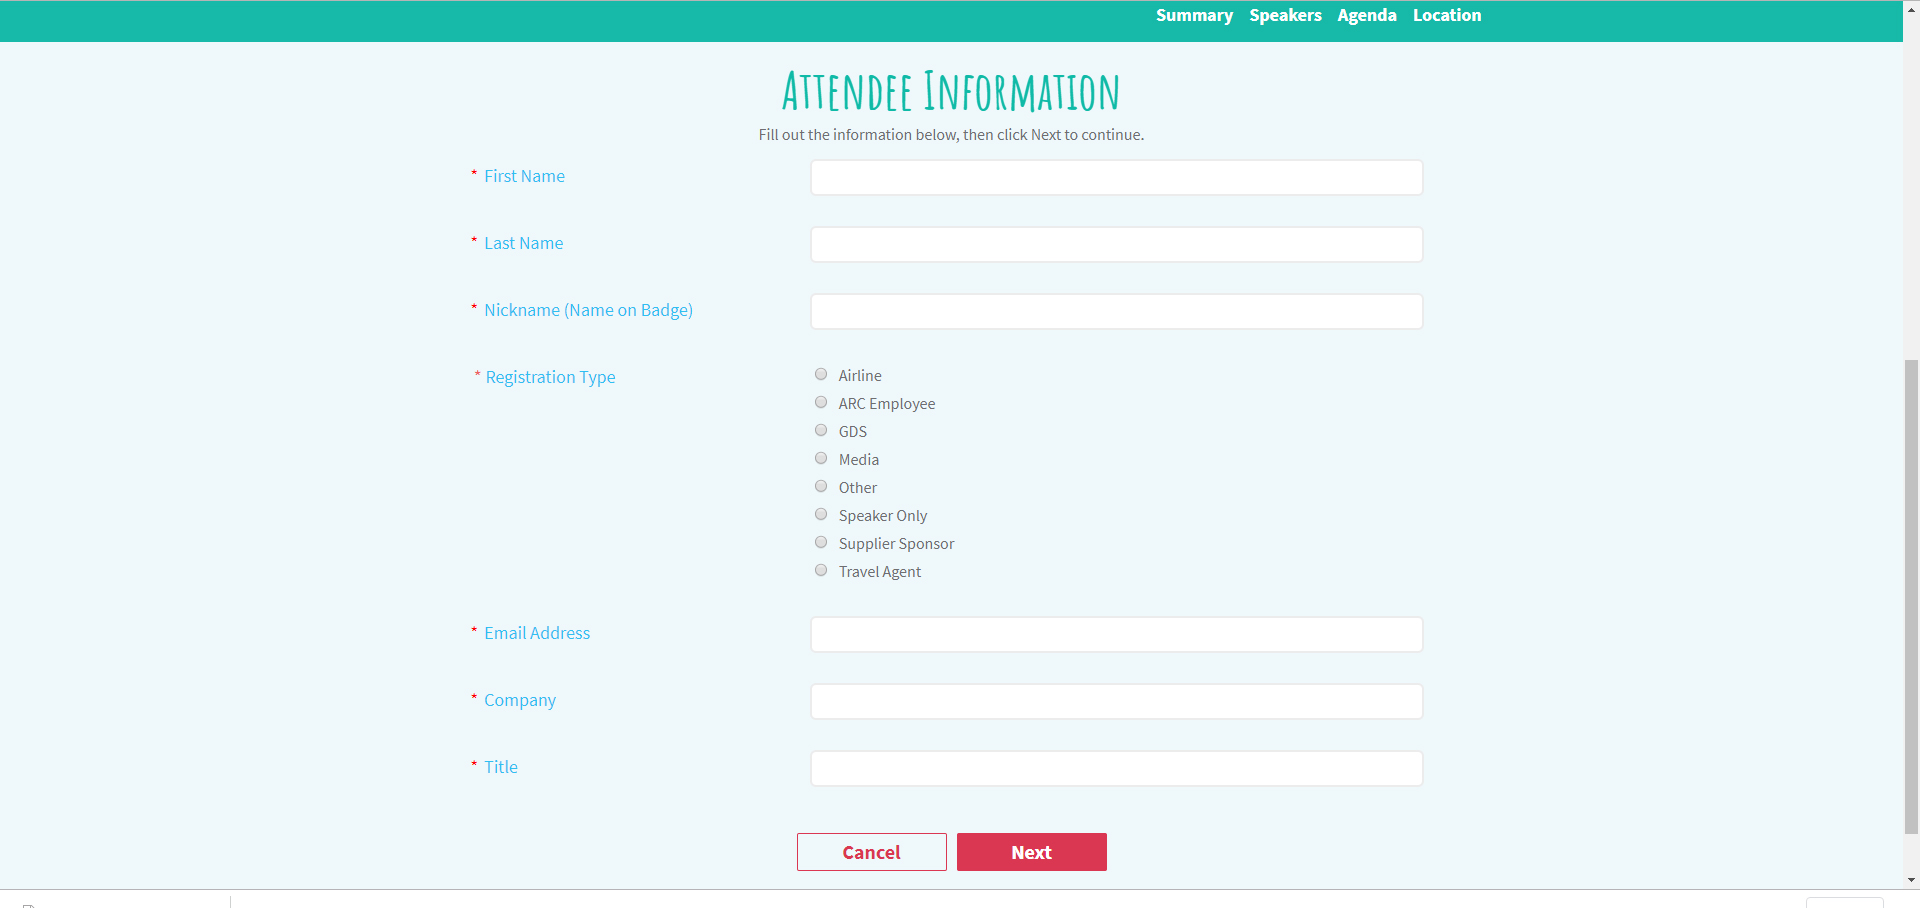 Summary Speakers Agenda Location
Attendee Information
Fill out the information below, then click Next to continue.
* First Name
* Last Name
* Nickname (Name on Badge)
* Registration Type
Airline
ARC Employee
GDS
Media
Other
Speaker Only
Supplier Sponsor
Travel Agent
* Email Address
* Company
* Title
Cancel Next